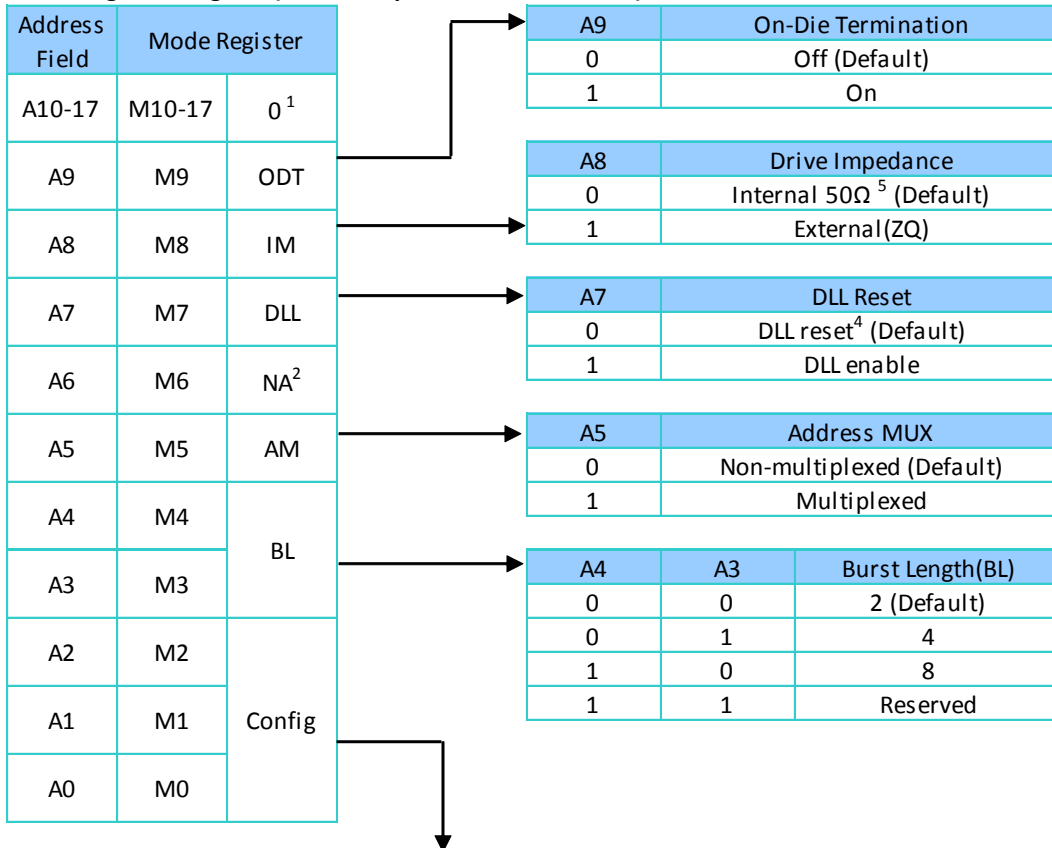 Address Field Mode Register
A10-17 M10-17 0¹
A9 M9 ODT
A8 M8 IM
A7 M7 DLL
A6 M6 NA²
A5 M5 AM
A4 M4 BL
A3 M3
A2 M2 Config
A1 M1
A0 M0
A9 On-Die Termination
0 Off (Default)
1 On
A8 Drive Impedance
0 Internal 50Ω ⁵ (Default)
1 External(ZQ)
A7 DLL Reset
0 DLL reset⁴ (Default)
1 DLL enable
A5 Address MUX
0 Non-multiplexed (Default)
1 Multiplexed
A4 A3 Burst Length(BL)
0 0 2 (Default)
0 1 4
1 0 8
1 1 Reserved